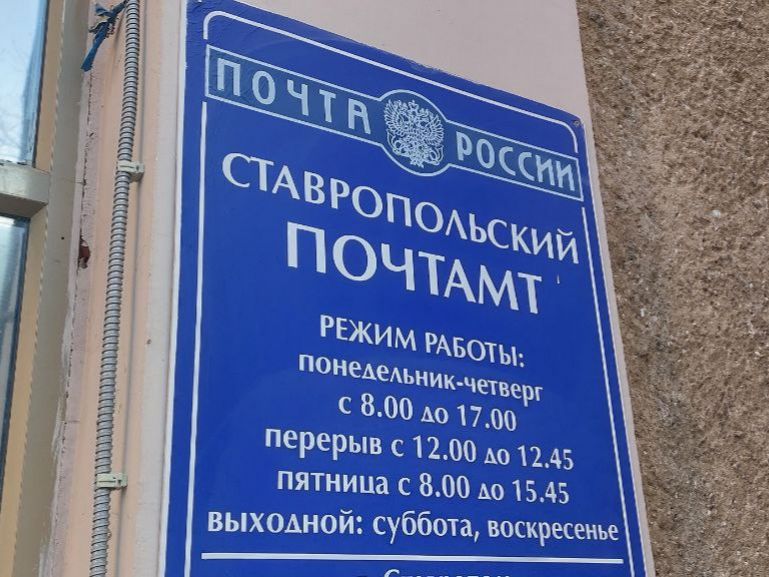 ПОЧТА РОССИИ
СТАВРОПОЛЬСКИЙ
ПОЧТАМТ
РЕЖИМ РАБОТЫ:
понедельник-четверг
с 8.00 до 17.00
перерыв с 12.00 до 12.45
пятница с 8.00 до 15.45
выходной: суббота, воскресенье